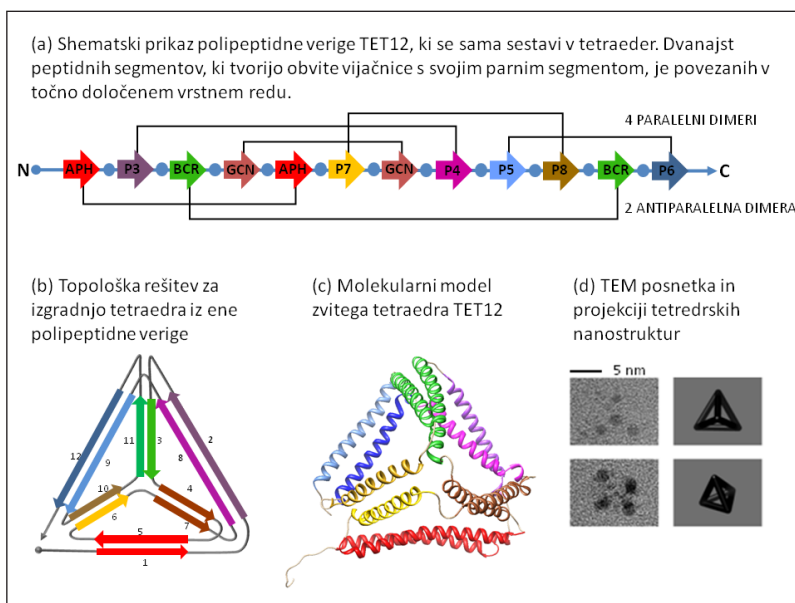 (a) Shematski prikaz polipeptidne verige TET12, ki se sama sestavi v tetraeder. Dvanajst
peptidnih segmentov, ki tvorijo obvite vijačnice s svojim parnim segmentom, je povezanih v
točno določenem vrstnem redu.
4 PARALELNI DIMERI
N APH P3 BCR GCN APH P7 GCN P4 P5 P8 BCR P6 C
2 ANTIPARALELNA DIMERA
(b) Topološka rešitev za
izgradnjo tetraedra iz ene
polipeptidne verige
12 9 11 3 8 2
10 6 4 7
5
1
(c) Molekularni model
zvitega tetraedra TET12
(d) TEM posnetka in
projekciji tetredrskih
nanostruktur
5 nm